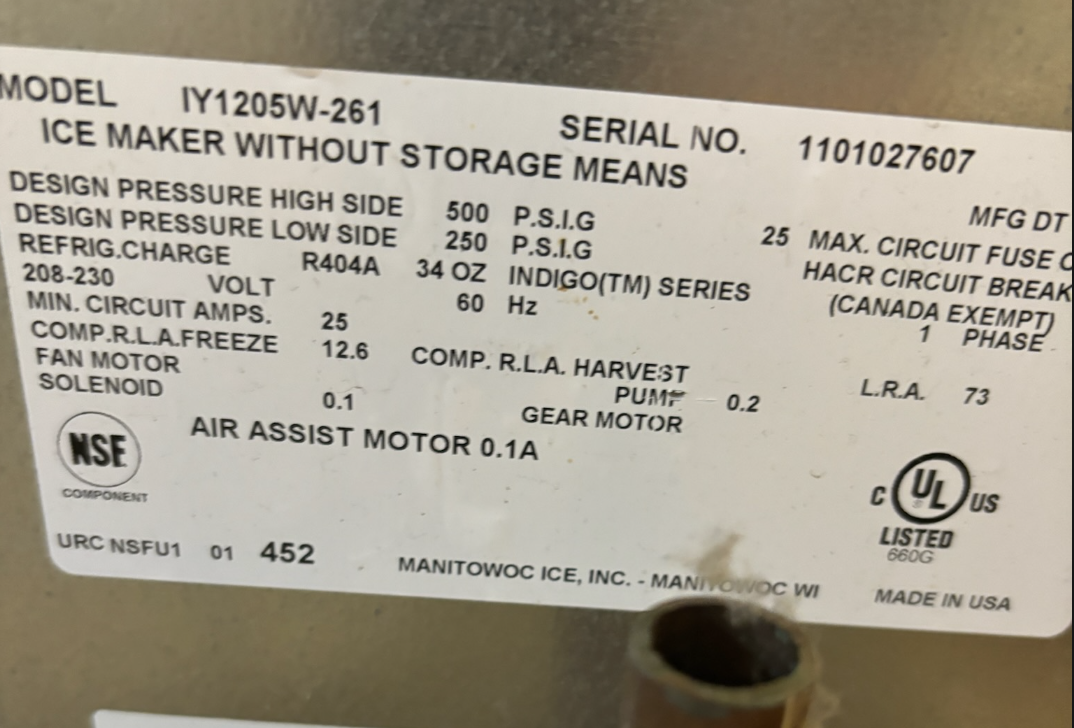 MODEL IY1205W-261 SERIAL NO. 1101027607
ICE MAKER WITHOUT STORAGE MEANS
MFG DT
DESIGN PRESSURE HIGH SIDE 500 P.S.I.G
DESIGN PRESSURE LOW SIDE 250 P.S.I.G 25 MAX. CIRCUIT FUSE
REFRIG.CHARGE R404A 34 OZ INDIGO(TM) SERIES HACR CIRCUIT BREAK
(CANADA EXEMPT)
208-230 VOLT 60 Hz 1 PHASE
MIN. CIRCUIT AMPS. 25
COMP.R.L.A.FREEZE 12.6 COMP. R.L.A. HARVEST L.R.A. 73
FAN MOTOR PUMP 0.2
SOLENOID 0.1 GEAR MOTOR
AIR ASSIST MOTOR 0.1A
NSF
COMPONENT
C UL US
®
LISTED
660G
URC NSFU1 01 452 MANITOWOC ICE, INC. - MANITOWOC WI MADE IN USA